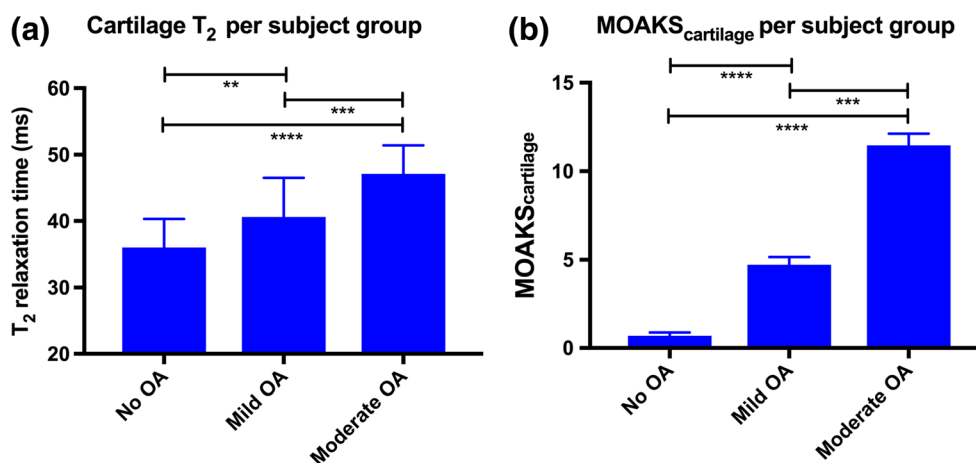 (a) Cartilage T₂ per subject group
**
***
****
60
50
40
30
20
T₂ relaxation time (ms)
No OA
Mild OA
Moderate OA
(b) MOAKScartilage per subject group
****
***
****
15
10
5
0
MOAKScartilage
No OA
Mild OA
Moderate OA